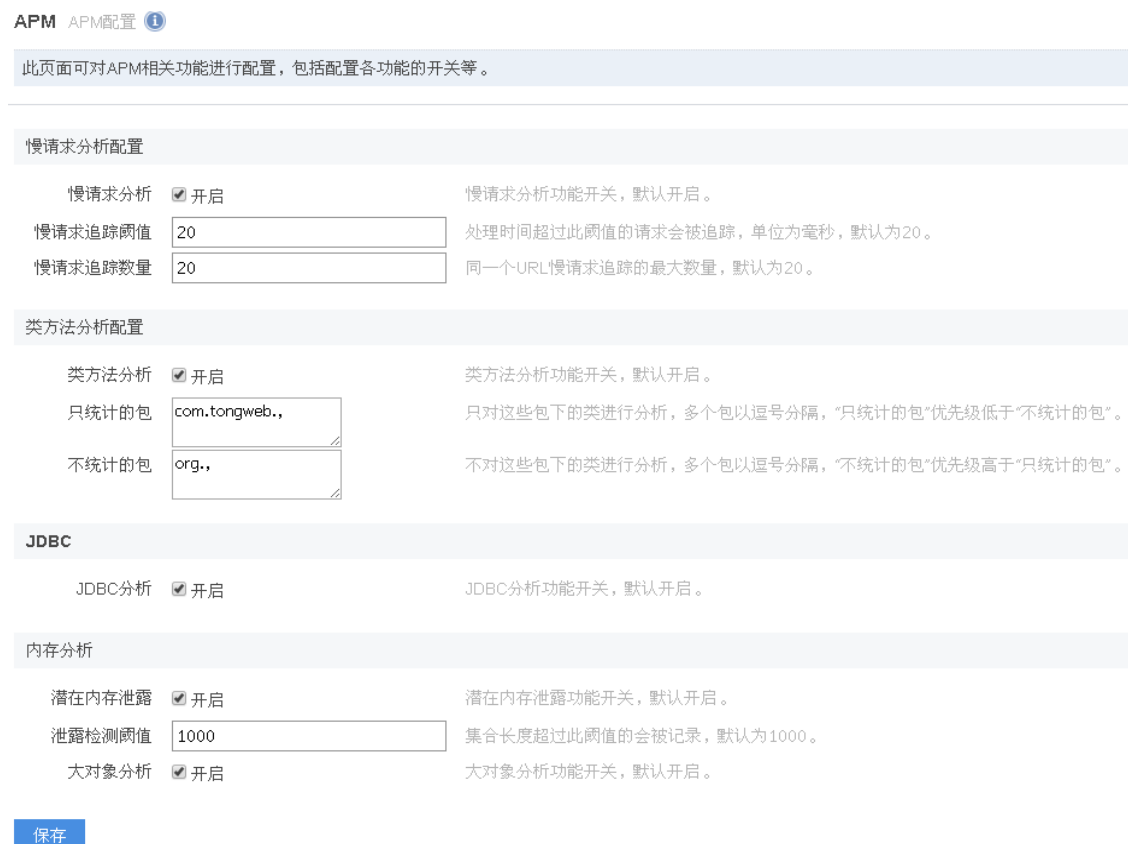 APM APM配置
此页面可对APM相关功能进行配置，包括配置各功能的开关等。
慢请求分析配置
慢请求分析 开启 慢请求分析功能开关，默认开启。
慢请求追踪阈值 20 处理时间超过此阈值的请求会被追踪，单位为毫秒，默认为20。
慢请求追踪数量 20 同一个URL慢请求追踪的最大数量，默认为20。
类方法分析配置
类方法分析 开启 类方法分析功能开关，默认开启。
只统计的包 com.tongweb., 只对这些包下的类进行分析，多个包以逗号分隔，“只统计的包”优先级低于“不统计的包”。
不统计的包 org., 不对这些包下的类进行分析，多个包以逗号分隔，“不统计的包”优先级高于“只统计的包”。
JDBC
JDBC分析 开启 JDBC分析功能开关，默认开启。
内存分析
潜在内存泄露 开启 潜在内存泄露功能开关，默认开启。
泄露检测阈值 1000 集合长度超过此阈值的会被记录，默认为1000。
大对象分析 开启 大对象分析功能开关，默认开启。
保存